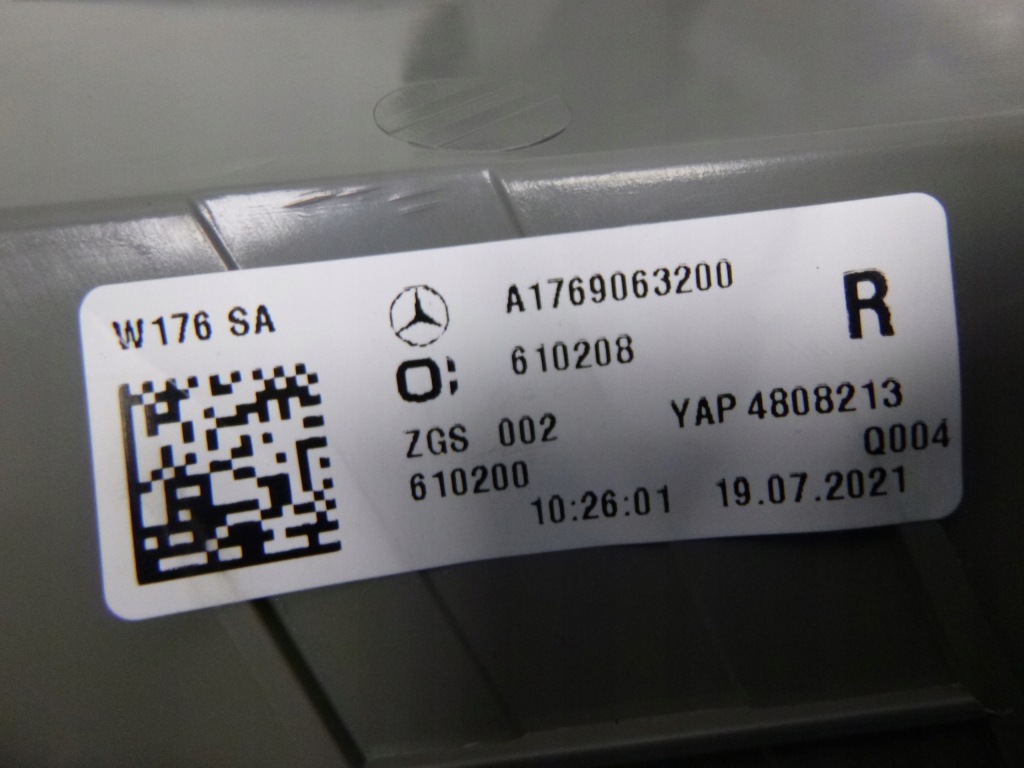 W176 SA
A1769063200
R
610208
ZGS 002
YAP 4808213
Q004
610200
10:26:01 19.07.2021